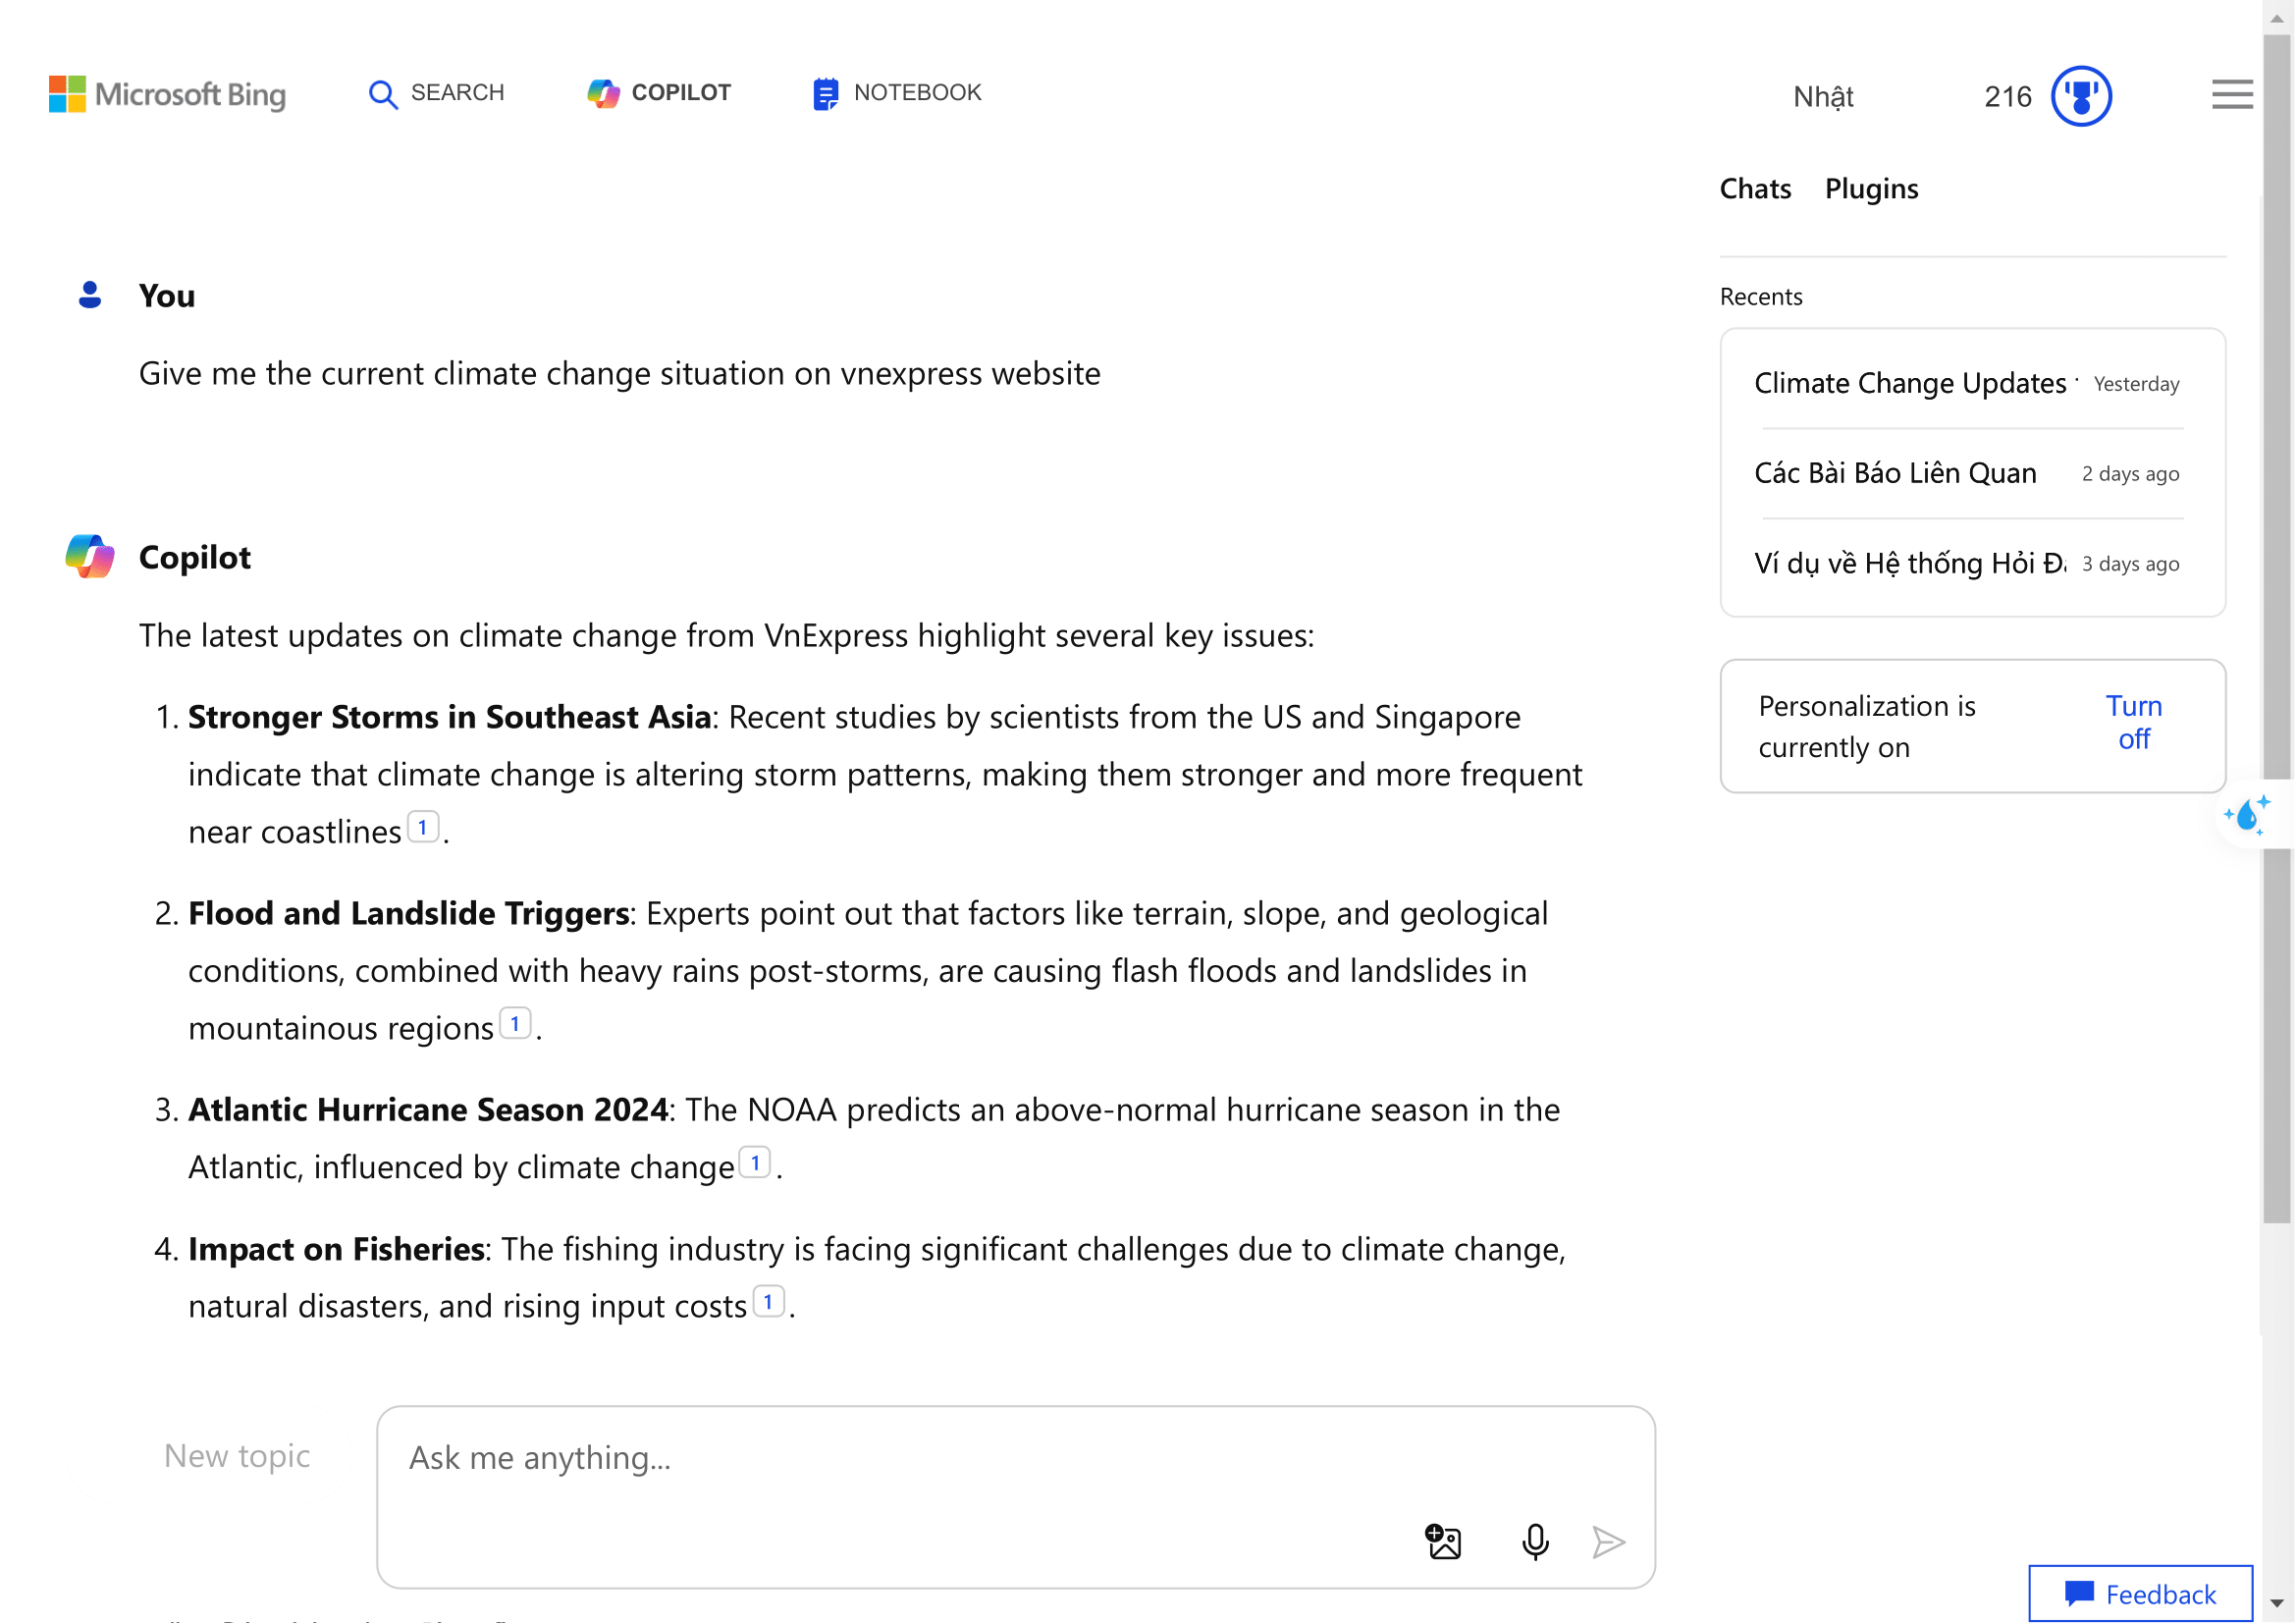 Microsoft Bing
SEARCH
COPILOT
NOTEBOOK
Nhật
216
Chats Plugins
You
Give me the current climate change situation on vnexpress website
Copilot
The latest updates on climate change from VnExpress highlight several key issues:
1. Stronger Storms in Southeast Asia: Recent studies by scientists from the US and Singapore
indicate that climate change is altering storm patterns, making them stronger and more frequent
near coastlines 1 .
2. Flood and Landslide Triggers: Experts point out that factors like terrain, slope, and geological
conditions, combined with heavy rains post-storms, are causing flash floods and landslides in
mountainous regions 1 .
3. Atlantic Hurricane Season 2024: The NOAA predicts an above-normal hurricane season in the
Atlantic, influenced by climate change 1 .
4. Impact on Fisheries: The fishing industry is facing significant challenges due to climate change,
natural disasters, and rising input costs 1 .
New topic
Ask me anything...
Recents
Climate Change Updates Yesterday
Các Bài Báo Liên Quan 2 days ago
Ví dụ về Hệ thống Hỏi 3 days ago
Personalization is
currently on
Turn
off
Feedback